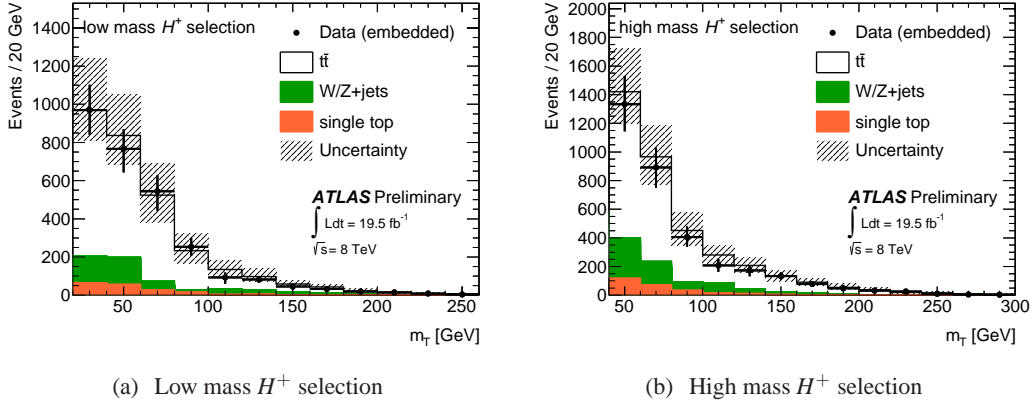 Events / 20 GeV
1400
1200
1000
800
600
400
200
0
low mass H⁺ selection
Data (embedded)
tt̄
W/Z+jets
single top
Uncertainty
ATLAS Preliminary
∫ Ldt = 19.5 fb⁻¹
√s = 8 TeV
50 100 150 200 250
m_T [GeV]
(a) Low mass H⁺ selection
Events / 20 GeV
2000
1800
1600
1400
1200
1000
800
600
400
200
0
high mass H⁺ selection
Data (embedded)
tt̄
W/Z+jets
single top
Uncertainty
ATLAS Preliminary
∫ Ldt = 19.5 fb⁻¹
√s = 8 TeV
50 100 150 200 250 300
m_T [GeV]
(b) High mass H⁺ selection